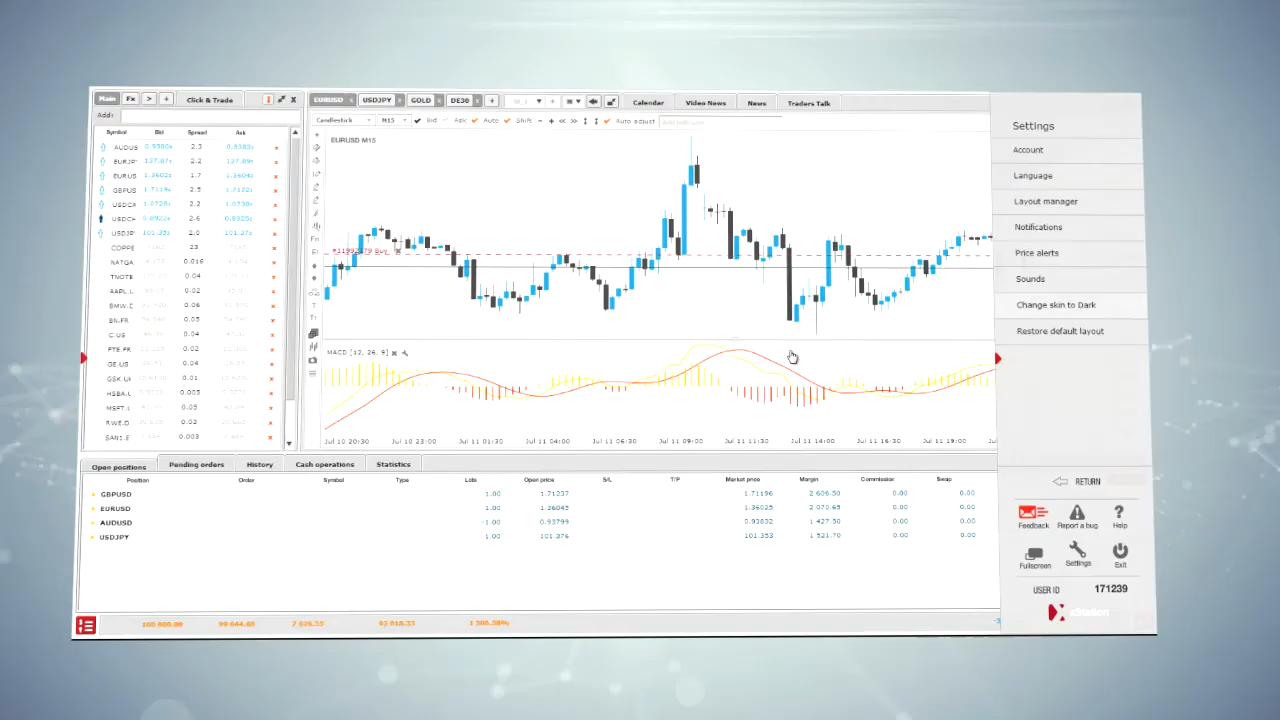 Main Fx > + Click & Trade
Add:
Symbol Bid Spread Ask
AUDUS 2.3
EURJP 2.2
EURUS 1.7
GBPUS 2.5
USDCA 2.2
USDCH 2.6
USDJP 2.0
COPPE 23
NATGA 0.016
TNOTE 0.04
AAPL.U 0.02
BMW.D 0.06
BN.FR 0.05
C.US 0.04
FTE.FR 0.02
GE.US 0.04
GSK.UK 0.01
HSBA.U 0.005
MSFT.U 0.05
RWE.D 0.02
SAN1.E 0.003
EURUSD USDJPY GOLD DE30 + Calendar Video News News Traders Talk
Candlestick M15 Bid Ask Auto Shift Auto adjust Add indicator
EURUSD M15
#11992179 Buy
MACD [12, 26, 9]
Jul 10 20:30 Jul 10 23:00 Jul 11 01:30 Jul 11 04:00 Jul 11 06:30 Jul 11 09:00 Jul 11 11:30 Jul 11 14:00 Jul 11 16:30 Jul 11 19:00
Settings
Account
Language
Layout manager
Notifications
Price alerts
Sounds
Change skin to Dark
Restore default layout
RETURN
Feedback Report a bug Help
Fullscreen Settings Exit
USER ID 171239
xStation
Open positions Pending orders History Cash operations Statistics
Position Order Symbol Type Lots Open price S/L T/P Market price Margin Commission Swap
GBPUSD 1.00 1.71237 1.71196 2 606.50 0.00 0.00
EURUSD 1.00 1.36045 1.36025 2 070.65 0.00 0.00
AUDUSD -1.00 0.93799 0.93832 1 427.50 0.00 0.00
USDJPY 1.00 101.376 101.353 1 521.70 0.00 0.00